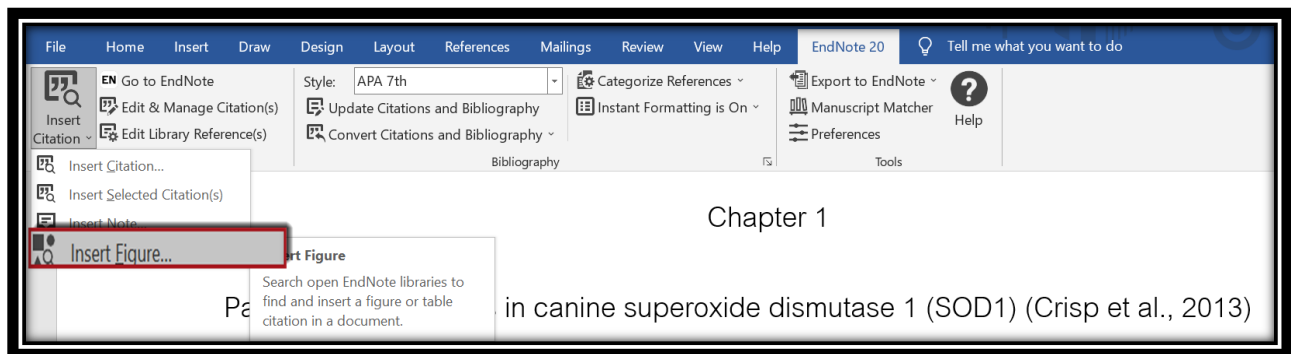 File Home Insert Draw Design Layout References Mailings Review View Help EndNote 20 Tell me what you want to do
Insert Citation
EN Go to EndNote
Edit & Manage Citation(s)
Edit Library Reference(s)
Style: APA 7th
Update Citations and Bibliography
Convert Citations and Bibliography
Categorize References
Instant Formatting is On
Bibliography
Export to EndNote
Manuscript Matcher
Preferences
Tools
? Help
Insert Citation...
Insert Selected Citation(s)
Insert Note...
Insert Figure...
rt Figure
Search open EndNote libraries to
find and insert a figure or table
citation in a document.
Chapter 1
in canine superoxide dismutase 1 (SOD1) (Crisp et al., 2013)